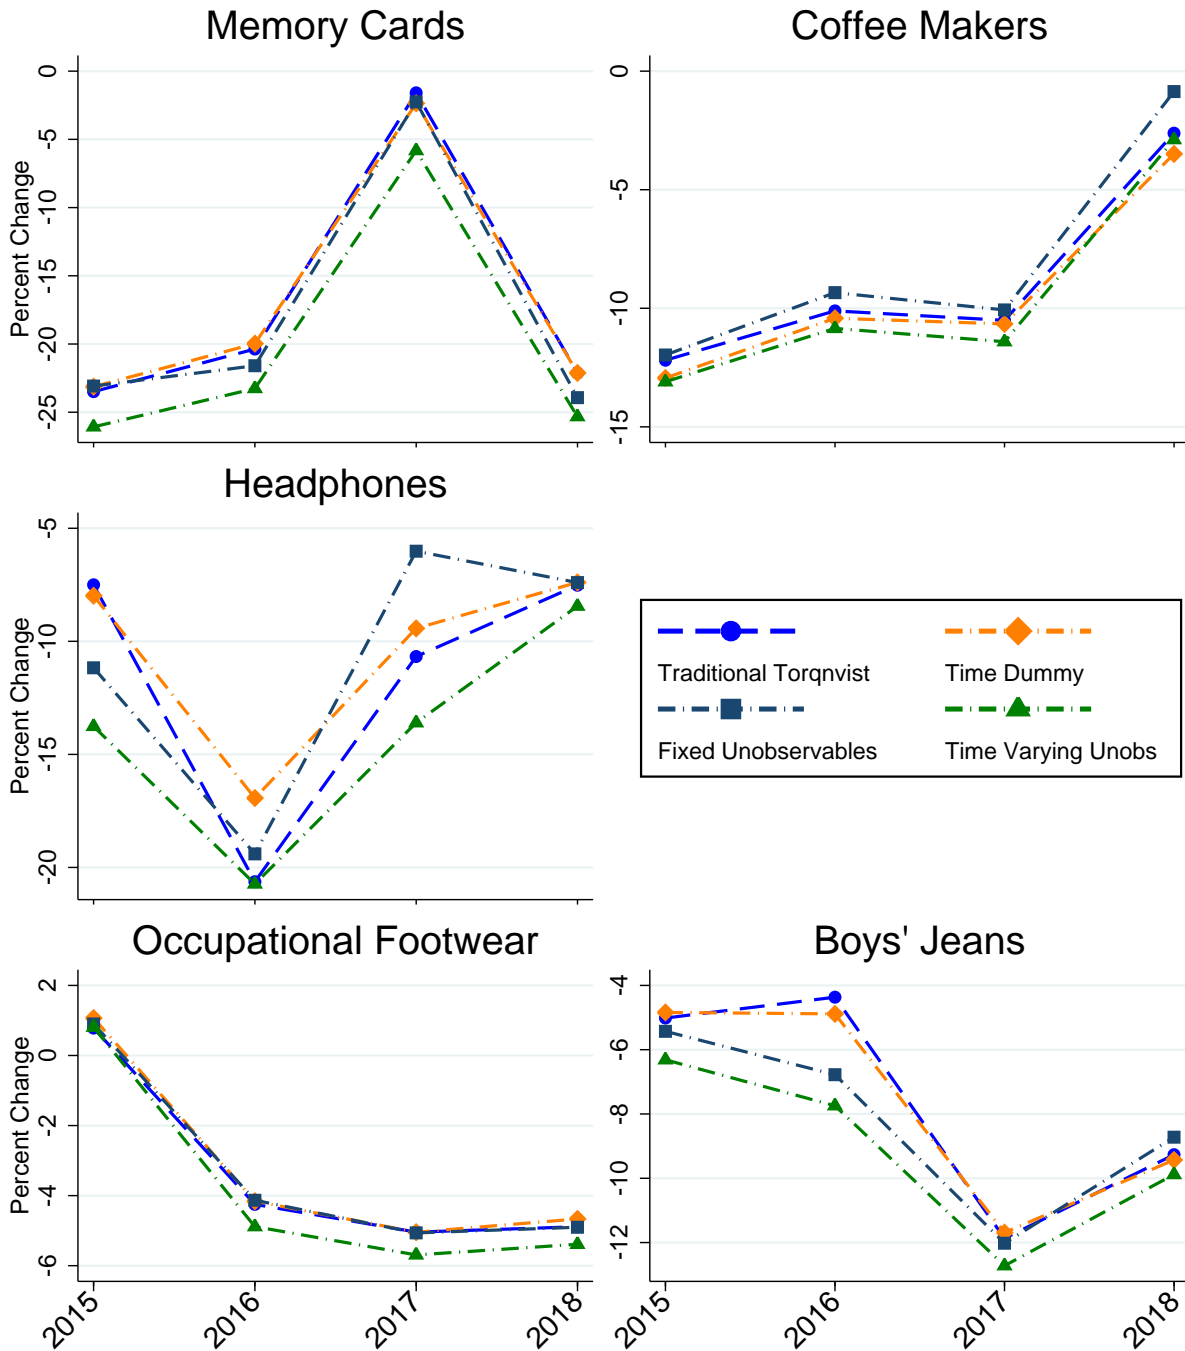 Memory Cards
Percent Change
0
-5
-10
-15
-20
-25
Coffee Makers
0
-5
-10
-15
Headphones
Percent Change
-5
-10
-15
-20
Traditional Torqnvist
Time Dummy
Fixed Unobservables
Time Varying Unobs
Occupational Footwear
Percent Change
2
0
-2
-4
-6
2015
2016
2017
2018
Boys' Jeans
-4
-6
-8
-10
-12
2015
2016
2017
2018